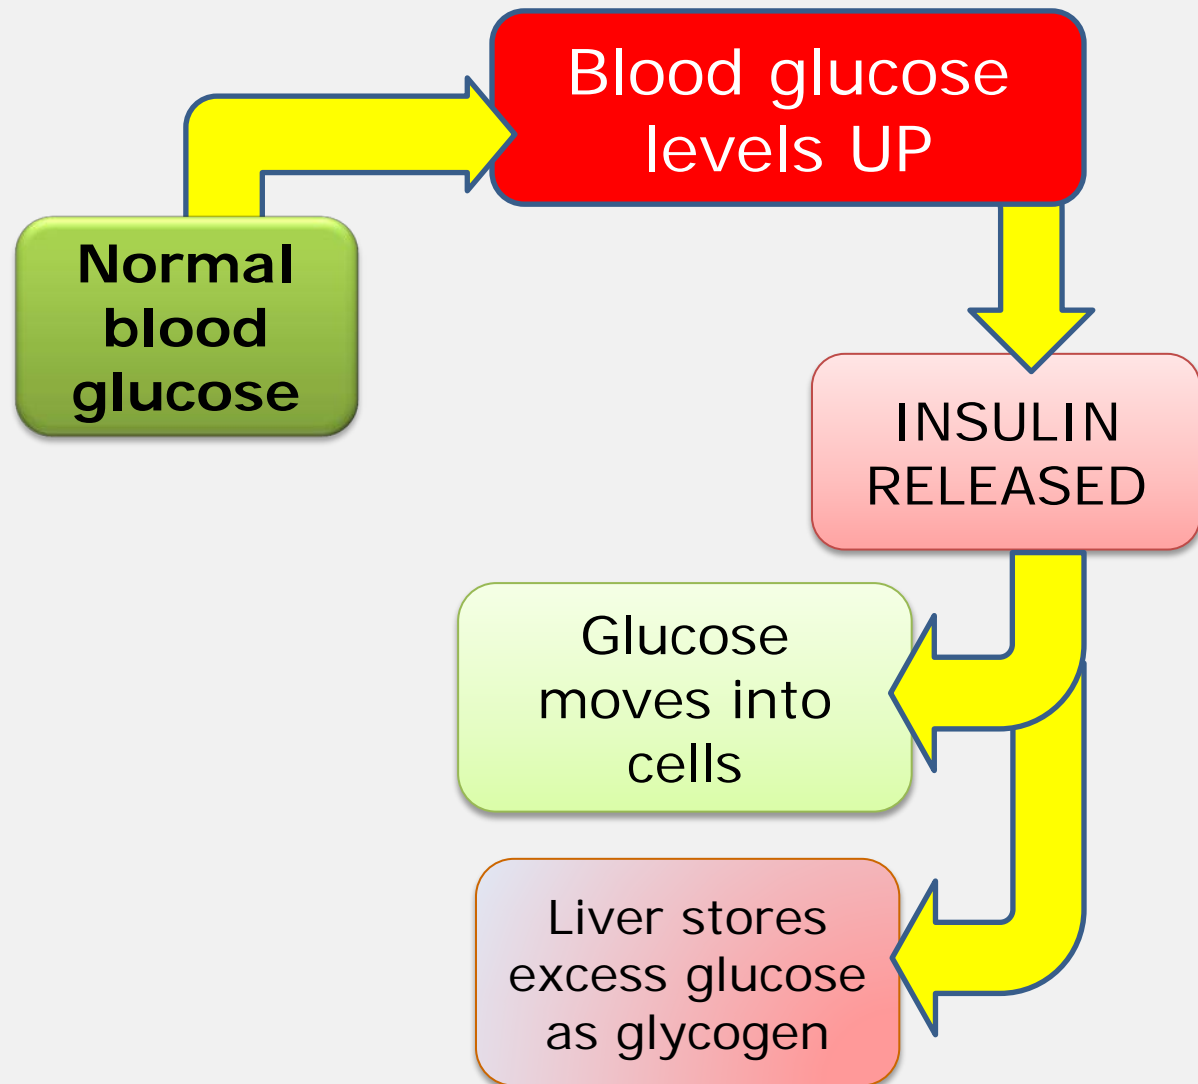 Blood glucose
levels UP
Normal
blood
glucose
INSULIN
RELEASED
Glucose
moves into
cells
Liver stores
excess glucose
as glycogen